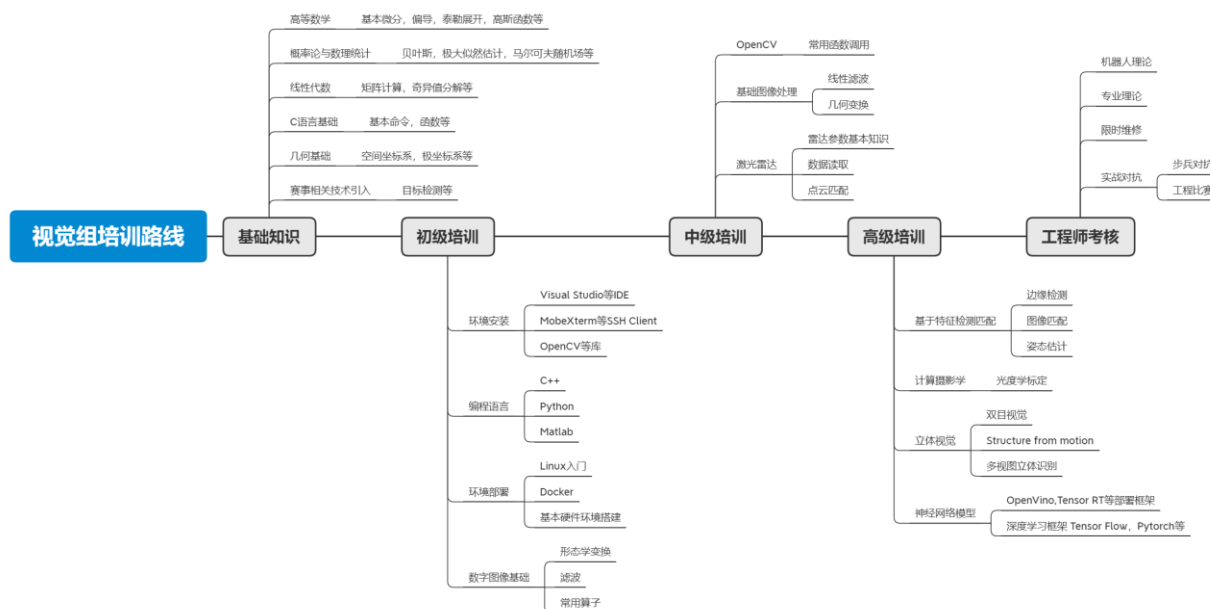 视觉组培训路线
基础知识
高等数学
基本微分，偏导，泰勒展开，高斯函数等
概率论与数理统计
贝叶斯，极大似然估计，马尔可夫随机场等
线性代数
矩阵计算，奇异值分解等
C语言基础
基本命令，函数等
几何基础
空间坐标系，极坐标系等
赛事相关技术引入
目标检测等
初级培训
环境安装
Visual Studio等IDE
MobeXterm等SSH Client
OpenCV等库
编程语言
C++
Python
Matlab
环境部署
Linux入门
Docker
基本硬件环境搭建
数字图像基础
形态学变换
滤波
常用算子
中级培训
OpenCV
常用函数调用
基础图像处理
线性滤波
几何变换
激光雷达
雷达参数基本知识
数据读取
点云匹配
高级培训
基于特征检测匹配
边缘检测
图像匹配
姿态估计
计算摄影学
光度学标定
立体视觉
双目视觉
Structure from motion
多视图立体识别
神经网络模型
OpenVino,Tensor RT等部署框架
深度学习框架 Tensor Flow，Pytorch等
工程师考核
机器人理论
专业理论
限时维修
实战对抗
步兵对抗
工程比赛